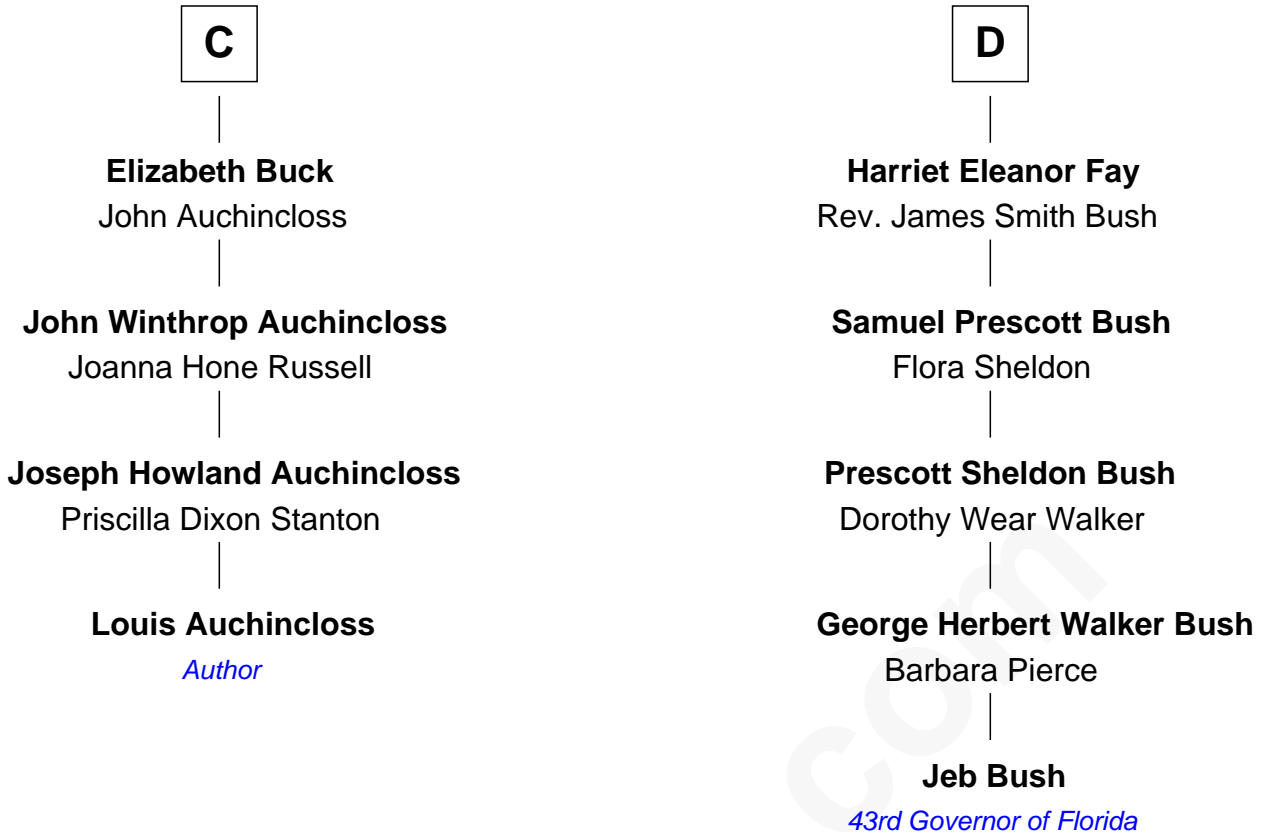 C
Elizabeth Buck
John Auchincloss
John Winthrop Auchincloss
Joanna Hone Russell
Joseph Howland Auchincloss
Priscilla Dixon Stanton
Louis Auchincloss
Author
D
Harriet Eleanor Fay
Rev. James Smith Bush
Samuel Prescott Bush
Flora Sheldon
Prescott Sheldon Bush
Dorothy Wear Walker
George Herbert Walker Bush
Barbara Pierce
Jeb Bush
43rd Governor of Florida
com